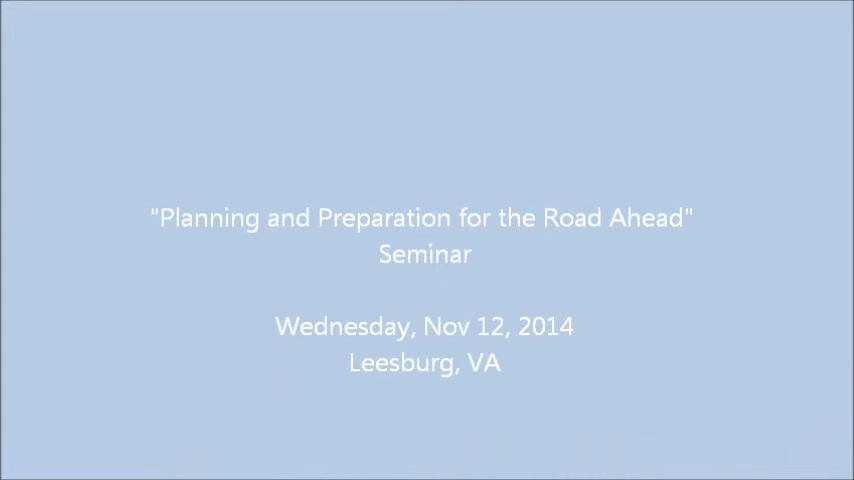 "Planning and Preparation for the Road Ahead"
Seminar
Wednesday, Nov 12, 2014
Leesburg, VA